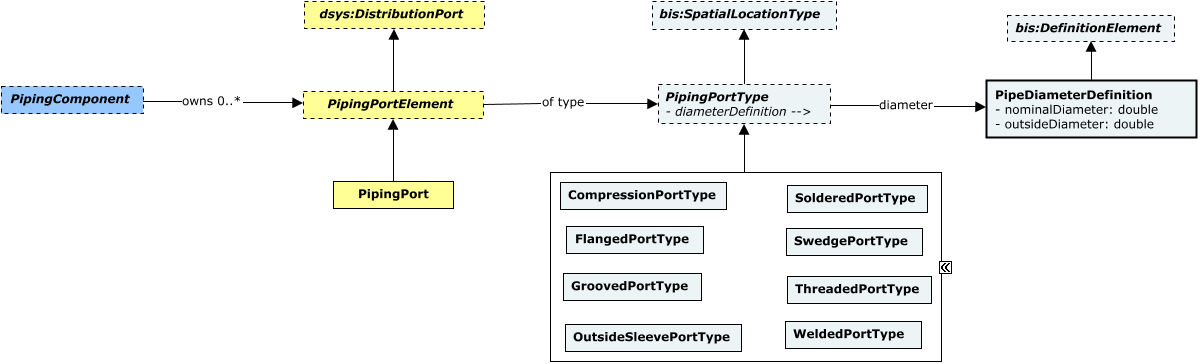 dsys:DistributionPort
bis:SpatialLocationType
bis:DefinitionElement
PipingComponent
owns 0..*
PipingPortElement
of type
PipingPortType
- diameterDefinition -->
diameter
PipeDiameterDefinition
- nominalDiameter: double
- outsideDiameter: double
PipingPort
CompressionPortType
SolderedPortType
FlangedPortType
SwedgePortType
GroovedPortType
ThreadedPortType
OutsideSleevePortType
WeldedPortType